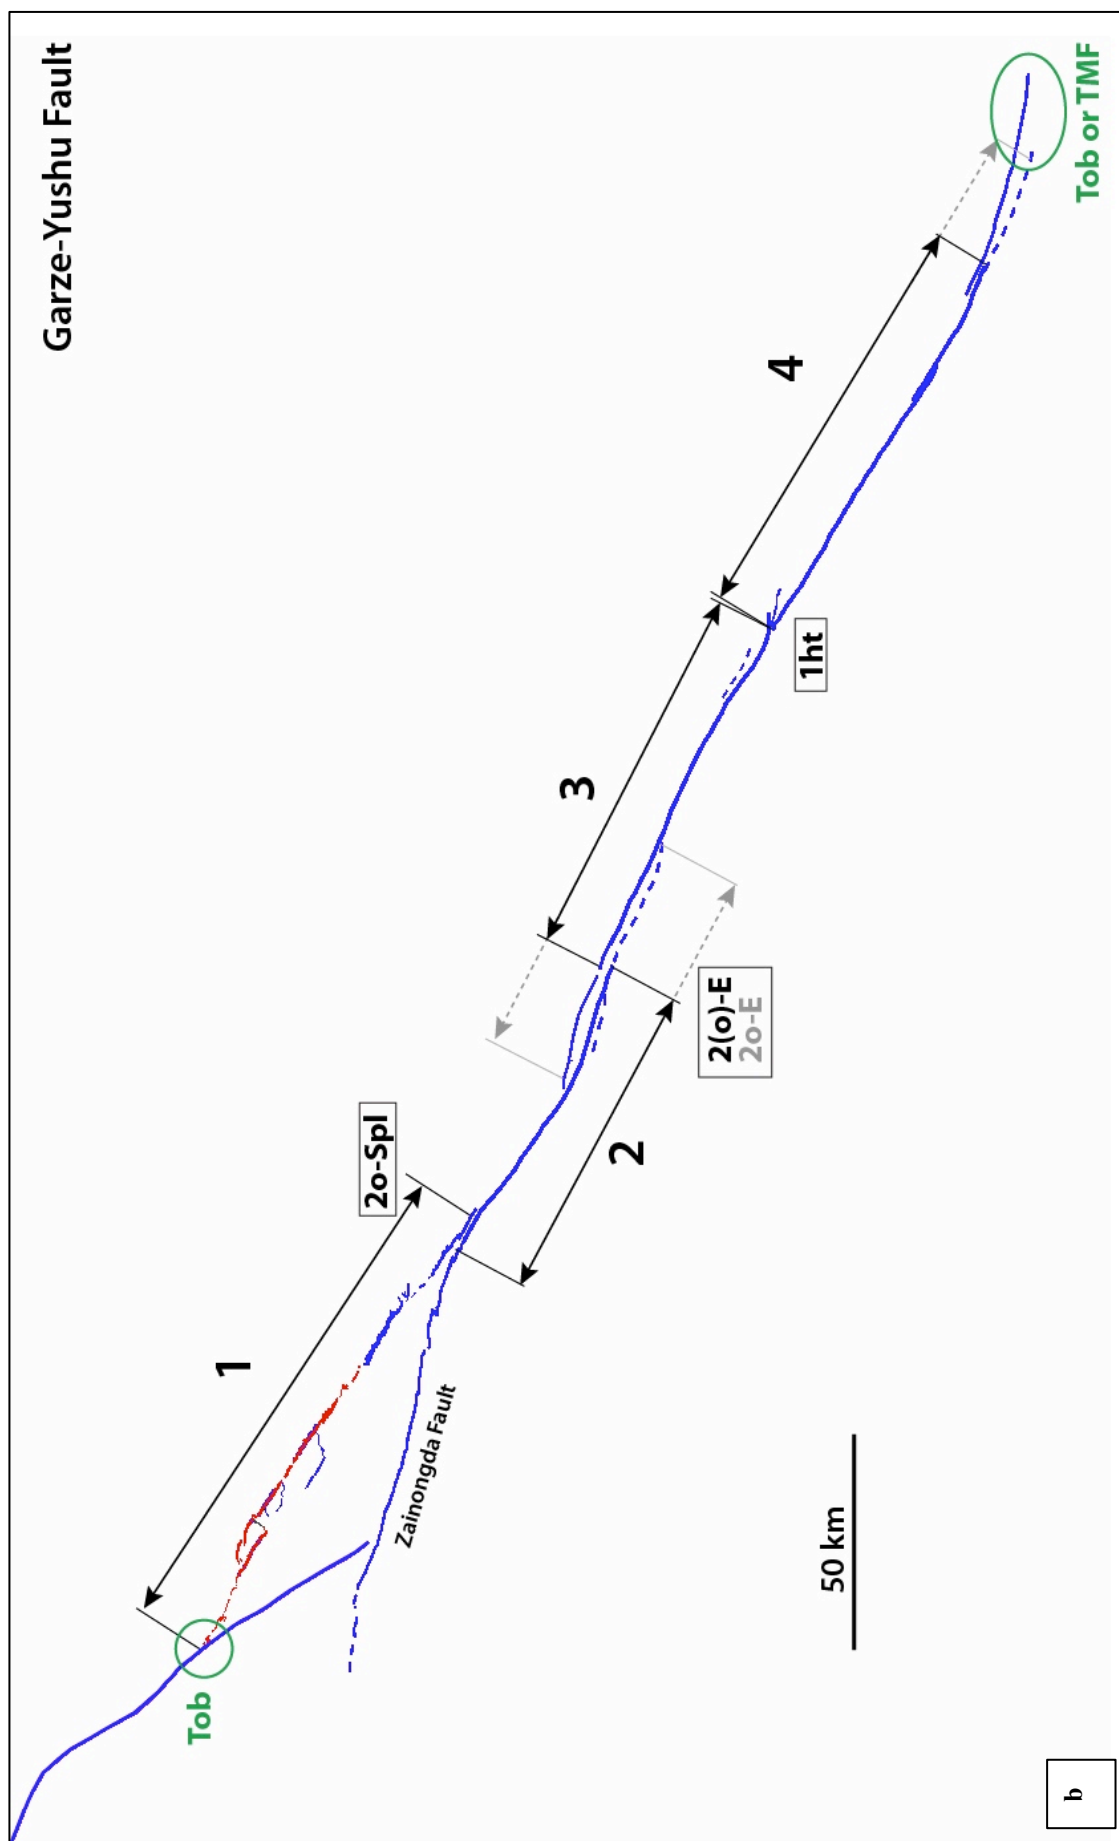 Garze-Yushu Fault
Tob
1
2o-Spl
Zainongda Fault
2
2(o)-E
2o-E
3
1ht
4
Tob or TMF
50 km
b